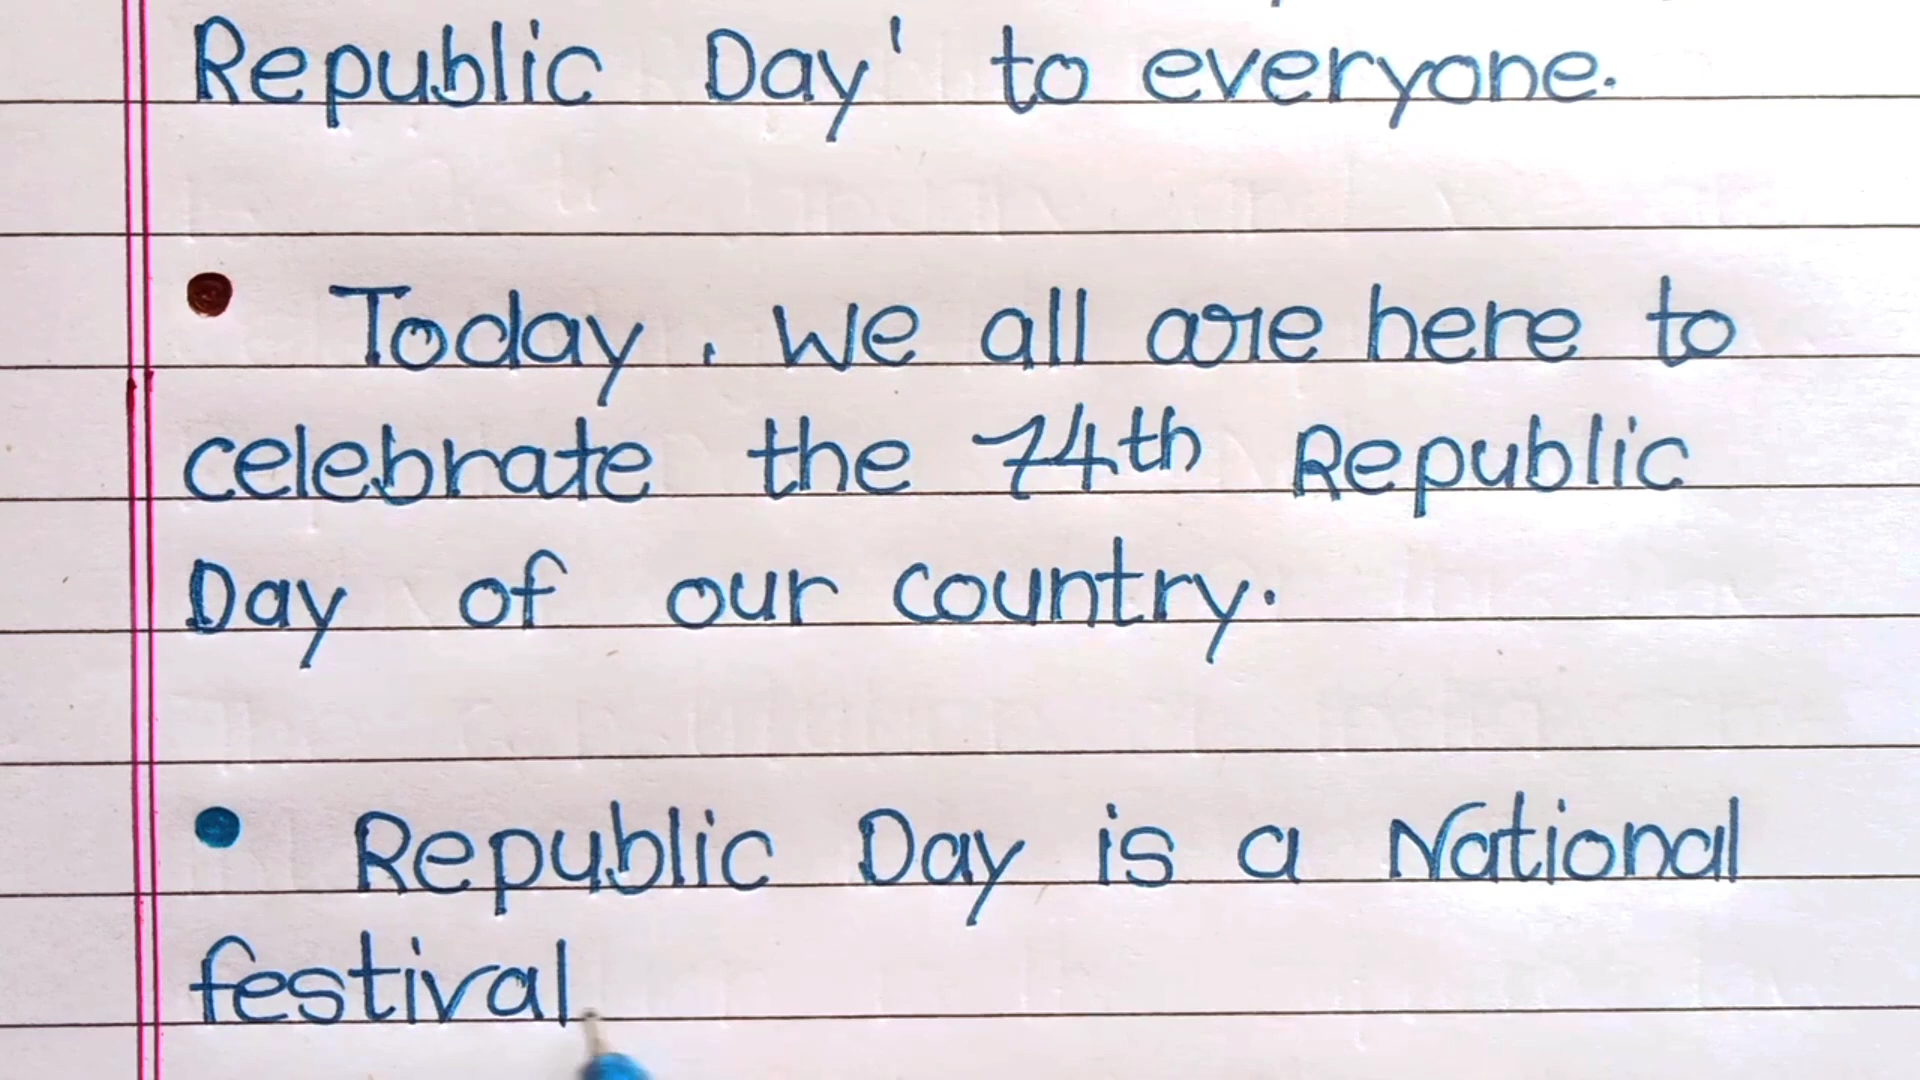 Republic Day' to everyone.
• Today, we all are here to
celebrate the 74th Republic
Day of our country.
• Republic Day is a National
festival